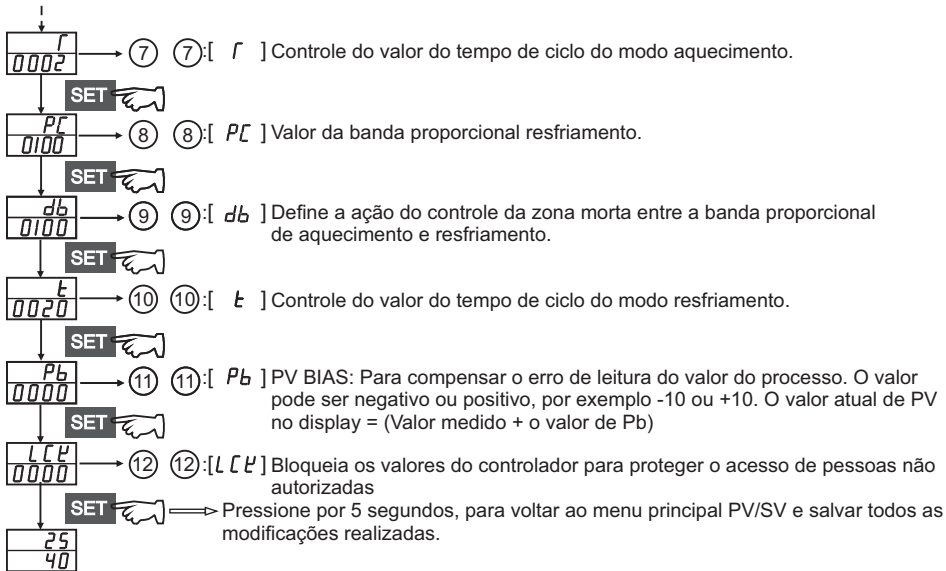 Г
0002
7 7:[ Г ] Controle do valor do tempo de ciclo do modo aquecimento.
SET
PC
0100
8 8:[ PC ] Valor da banda proporcional resfriamento.
SET
db
0100
9 9:[ db ] Define a ação do controle da zona morta entre a banda proporcional
de aquecimento e resfriamento.
SET
t
0020
10 10:[ t ] Controle do valor do tempo de ciclo do modo resfriamento.
SET
Pb
0000
11 11:[ Pb ] PV BIAS: Para compensar o erro de leitura do valor do processo. O valor
pode ser negativo ou positivo, por exemplo -10 ou +10. O valor atual de PV
no display = (Valor medido + o valor de Pb)
SET
LCK
00.00
12 12:[LCK] Bloqueia os valores do controlador para proteger o acesso de pessoas não
autorizadas
SET Pressione por 5 segundos, para voltar ao menu principal PV/SV e salvar todos as
modificações realizadas.
25
40